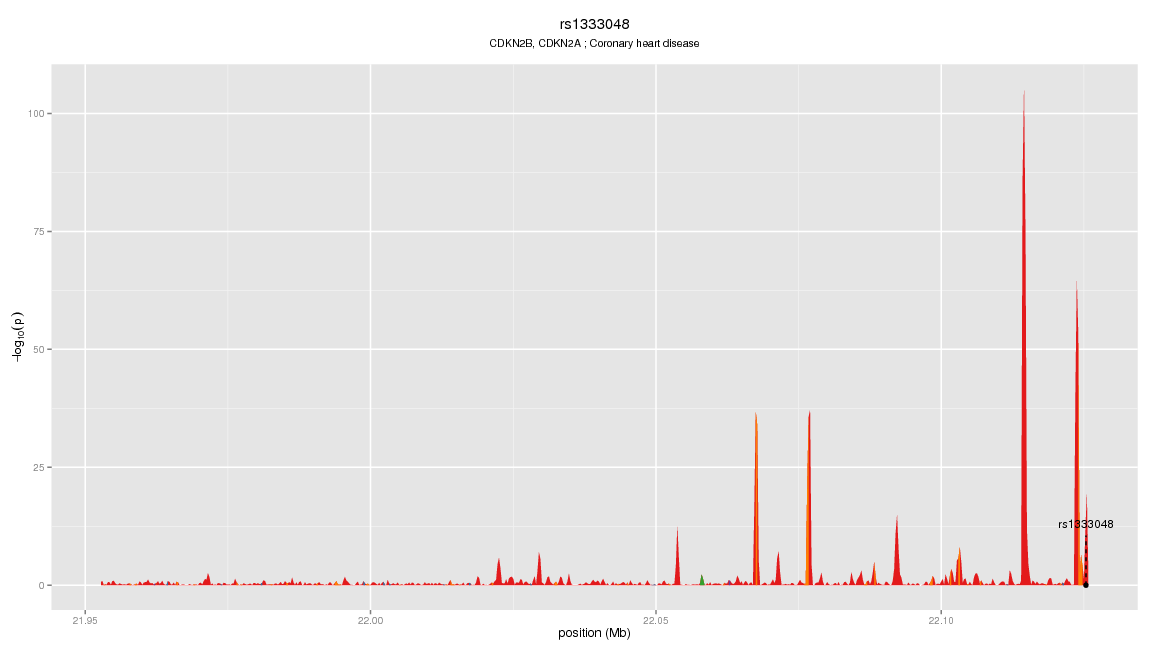 rs1333048
CDKN2B, CDKN2A ; Coronary heart disease
−log10(p)
100
75
50
25
0
rs1333048
21.95
22.00
22.05
22.10
position (Mb)